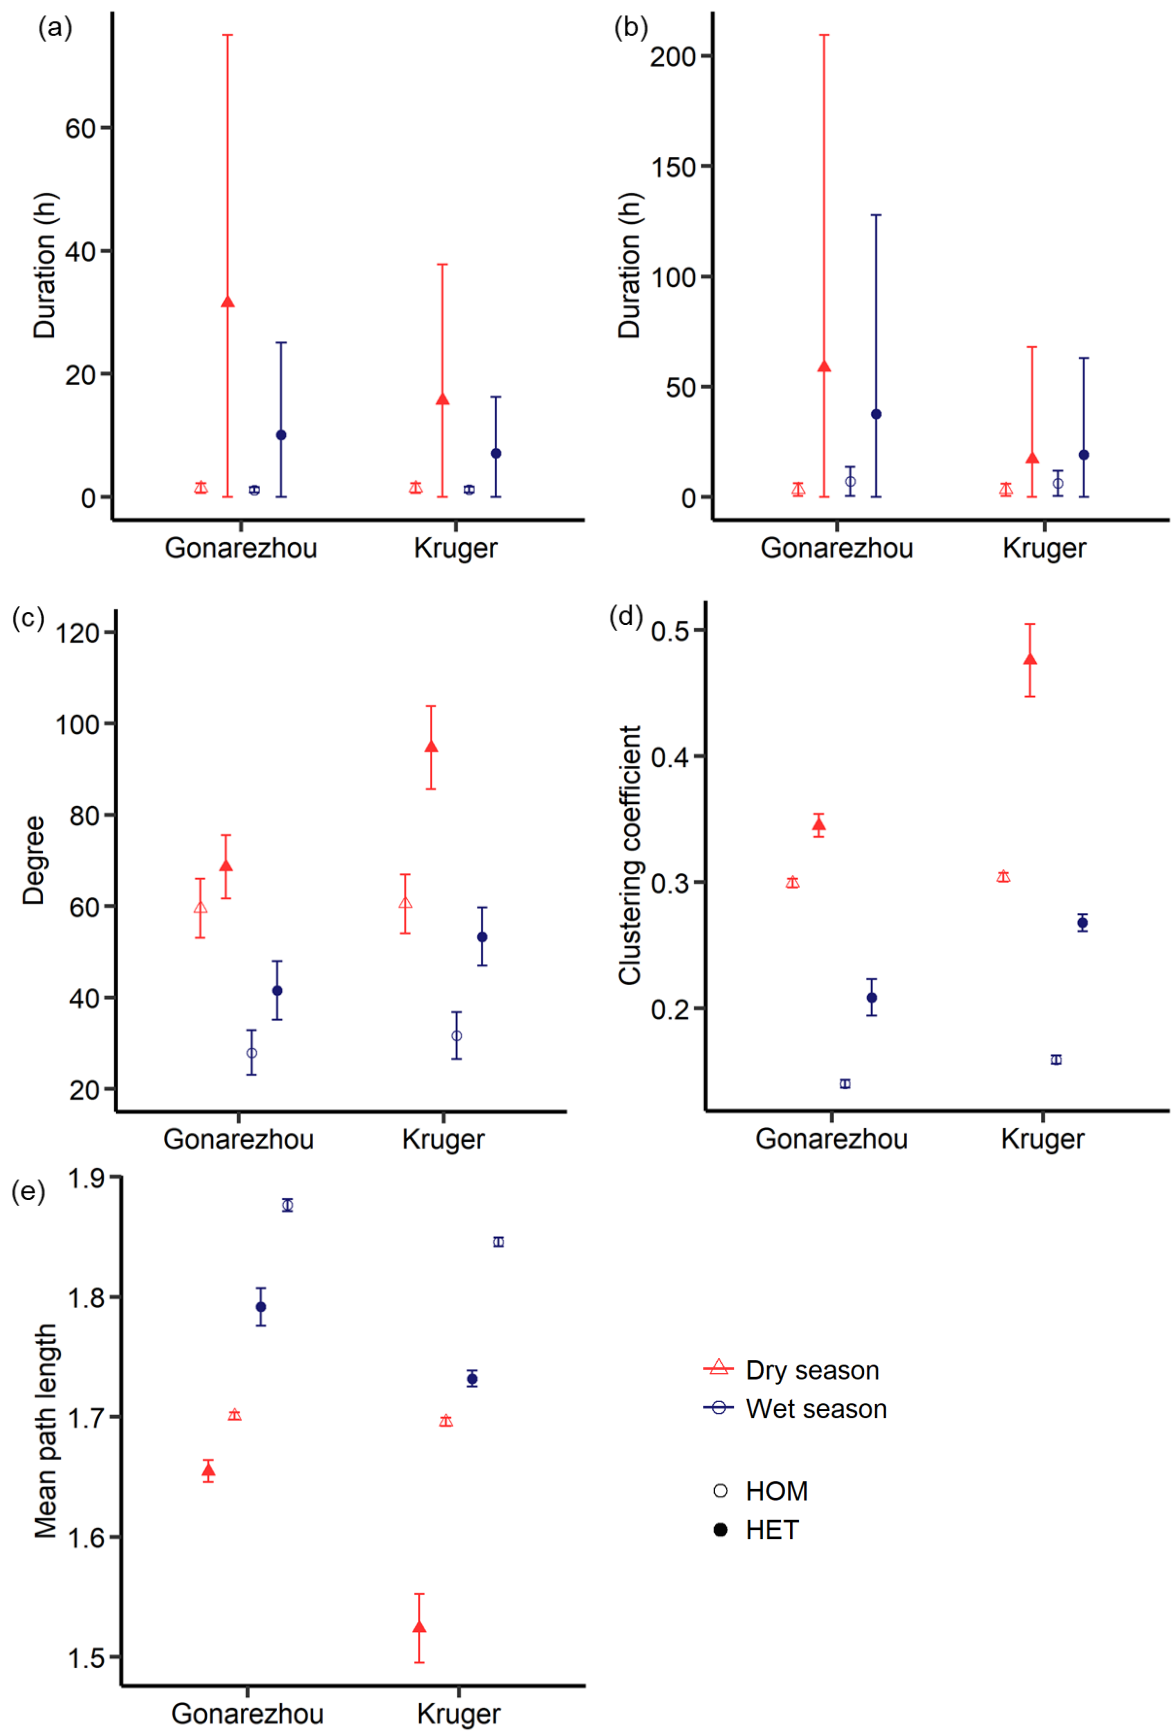 (a)
Duration (h)
60
40
20
0
Gonarezhou Kruger
(b)
Duration (h)
200
150
100
50
0
Gonarezhou Kruger
(c)
Degree
120
100
80
60
40
20
Gonarezhou Kruger
(d)
Clustering coefficient
0.5
0.4
0.3
0.2
Gonarezhou Kruger
(e)
Mean path length
1.9
1.8
1.7
1.6
1.5
Gonarezhou Kruger
Dry season
Wet season
HOM
HET